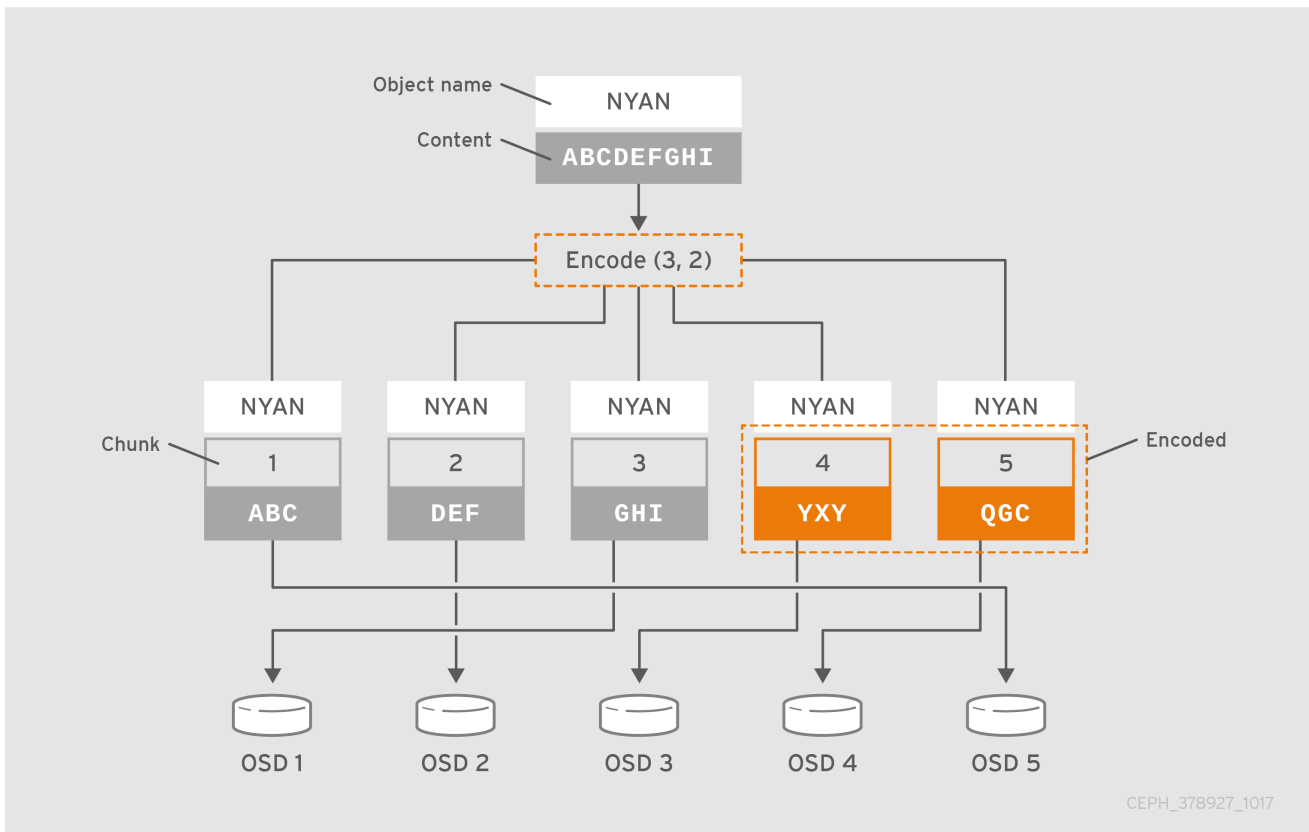 Object name
NYAN
Content
ABCDEFGHI
Encode (3, 2)
NYAN NYAN NYAN NYAN NYAN
Chunk
1 2 3 4 5
Encoded
ABC DEF GHI YXY QGC
OSD 1 OSD 2 OSD 3 OSD 4 OSD 5
CEPH_378927_1017